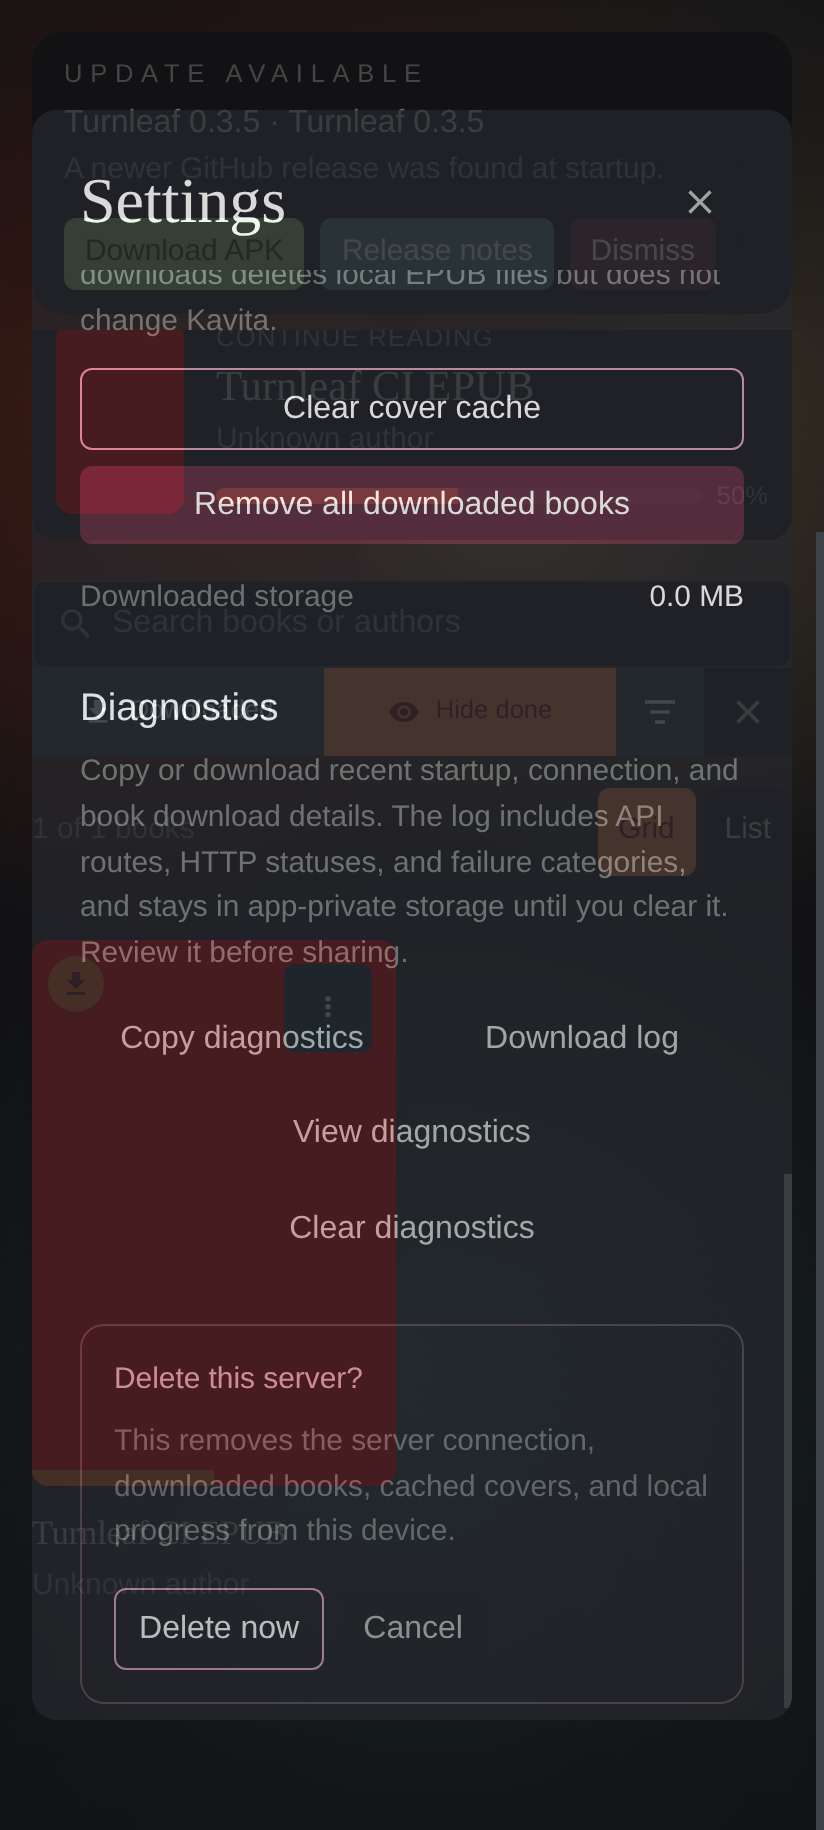 UPDATE AVAILABLE
Turnleaf 0.3.5 · Turnleaf 0.3.5
A newer GitHub release was found at startup.
Settings
Download APK
Release notes
Dismiss
downloads deletes local EPUB files but does not
change Kavita.
CONTINUE READING
Turnleaf CI EPUB
Clear cover cache
Unknown author
Remove all downloaded books
50%
Downloaded storage
0.0 MB
Search books or authors
Diagnostics
Hide done
Copy or download recent startup, connection, and
book download details. The log includes API
1 of 1 books
Grid
List
routes, HTTP statuses, and failure categories,
and stays in app-private storage until you clear it.
Review it before sharing.
Copy diagnostics
Download log
View diagnostics
Clear diagnostics
Delete this server?
This removes the server connection,
downloaded books, cached covers, and local
progress from this device.
Turnleaf CI EPUB
Unknown author
Delete now
Cancel